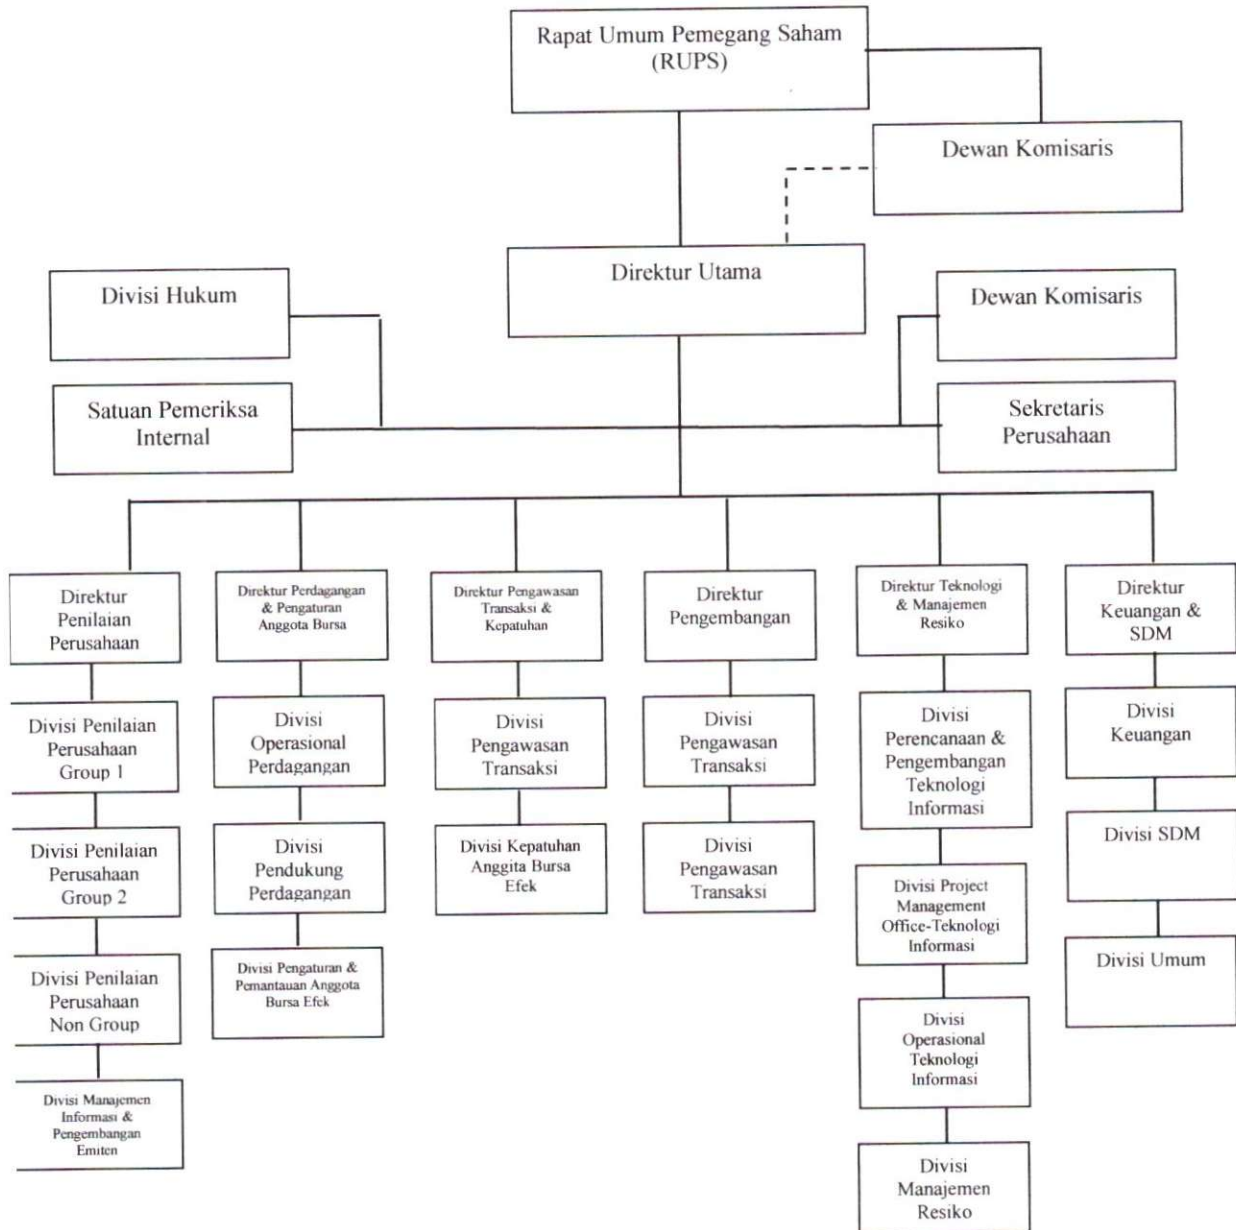 Rapat Umum Pemegang Saham
(RUPS)
Dewan Komisaris
Direktur Utama
Divisi Hukum
Dewan Komisaris
Satuan Pemeriksa
Internal
Sekretaris
Perusahaan
Direktur
Penilaian
Perusahaan
Direktur Perdagangan
& Pengaturan
Anggota Bursa
Direktur Pengawasan
Transaksi &
Kepatuhan
Direktur
Pengembangan
Direktur Teknologi
& Manajemen
Resiko
Direktur
Keuangan &
SDM
Divisi Penilaian
Perusahaan
Group 1
Divisi
Operasional
Perdagangan
Divisi
Pengawasan
Transaksi
Divisi
Pengawasan
Transaksi
Divisi
Perencanaan &
Pengembangan
Teknologi
Informasi
Divisi
Keuangan
Divisi Penilaian
Perusahaan
Group 2
Divisi
Pendukung
Perdagangan
Divisi Kepatuhan
Anggita Bursa
Efek
Divisi
Pengawasan
Transaksi
Divisi Project
Management
Office-Teknologi
Informasi
Divisi SDM
Divisi Penilaian
Perusahaan
Non Group
Divisi Pengaturan &
Pemantauan Anggota
Bursa Efek
Divisi
Operasional
Teknologi
Informasi
Divisi Umum
Divisi Manajemen
Informasi &
Pengembangan
Emiten
Divisi
Manajemen
Resiko